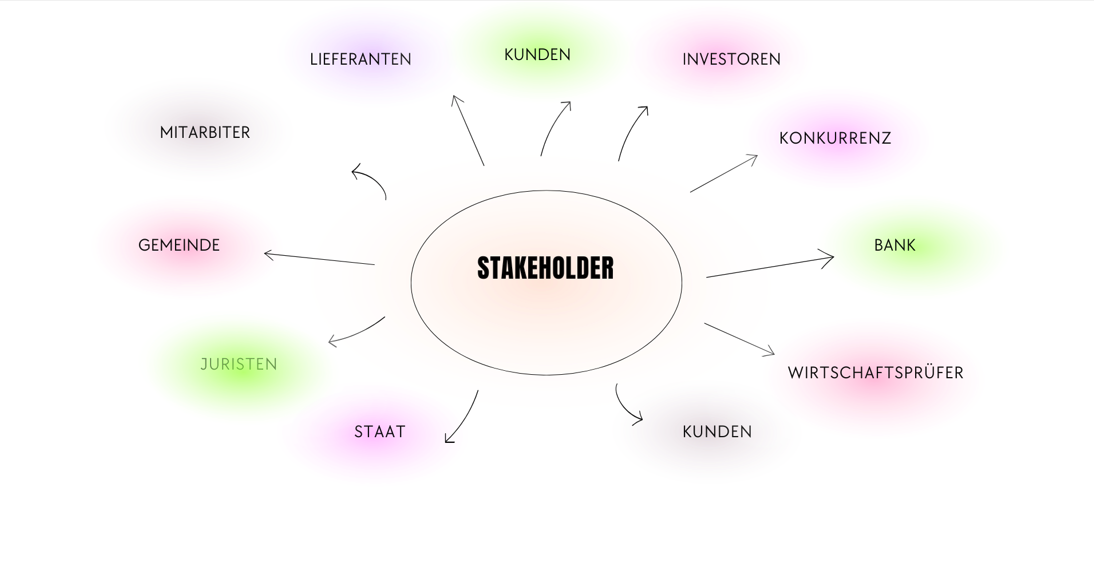 LIEFERANTEN
KUNDEN
INVESTOREN
MITARBITER
KONKURRENZ
GEMEINDE
BANK
STAKEHOLDER
JURISTEN
WIRTSCHAFTSPRÜFER
STAAT
KUNDEN